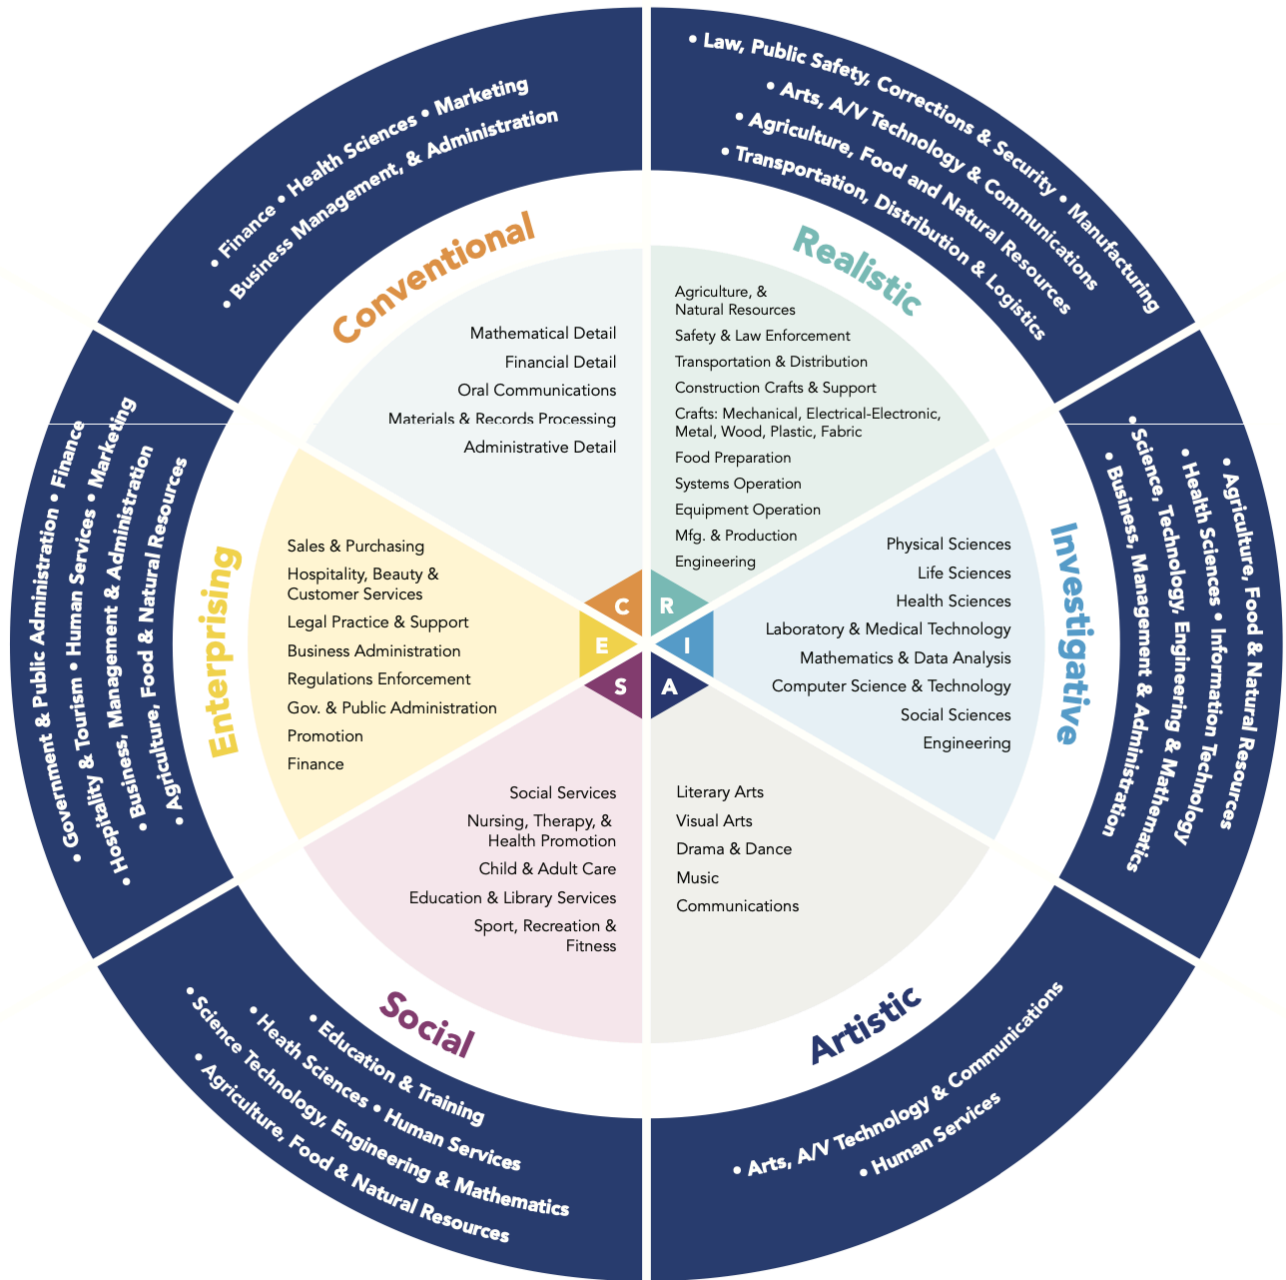 • Finance • Health Sciences • Marketing
• Business Management, & Administration
Conventional
Mathematical Detail
Financial Detail
Oral Communications
Materials & Records Processing
Administrative Detail
• Law, Public Safety, Corrections & Security • Manufacturing
• Arts, A/V Technology & Communications
• Agriculture, Food and Natural Resources
• Transportation, Distribution & Logistics
Realistic
Agriculture, &
Natural Resources
Safety & Law Enforcement
Transportation & Distribution
Construction Crafts & Support
Crafts: Mechanical, Electrical-Electronic,
Metal, Wood, Plastic, Fabric
Food Preparation
Systems Operation
Equipment Operation
Mfg. & Production
Engineering
• Agriculture, Food & Natural Resources
• Health Sciences • Information Technology
• Science, Technology, Engineering & Mathematics
• Business, Management & Administration
Investigative
Physical Sciences
Life Sciences
Health Sciences
Laboratory & Medical Technology
Mathematics & Data Analysis
Computer Science & Technology
Social Sciences
Engineering
Literary Arts
Visual Arts
Drama & Dance
Music
Communications
Artistic
• Arts, A/V Technology & Communications
• Human Services
Social Services
Nursing, Therapy, &
Health Promotion
Child & Adult Care
Education & Library Services
Sport, Recreation &
Fitness
Social
• Education & Training
• Heath Sciences • Human Services
• Science Technology, Engineering & Mathematics
• Agriculture, Food & Natural Resources
• Government & Public Administration • Finance
• Hospitality & Tourism • Human Services • Marketing
• Business, Management & Administration
• Agriculture, Food & Natural Resources
Enterprising
Sales & Purchasing
Hospitality, Beauty &
Customer Services
Legal Practice & Support
Business Administration
Regulations Enforcement
Gov. & Public Administration
Promotion
Finance
C R
E I
S A